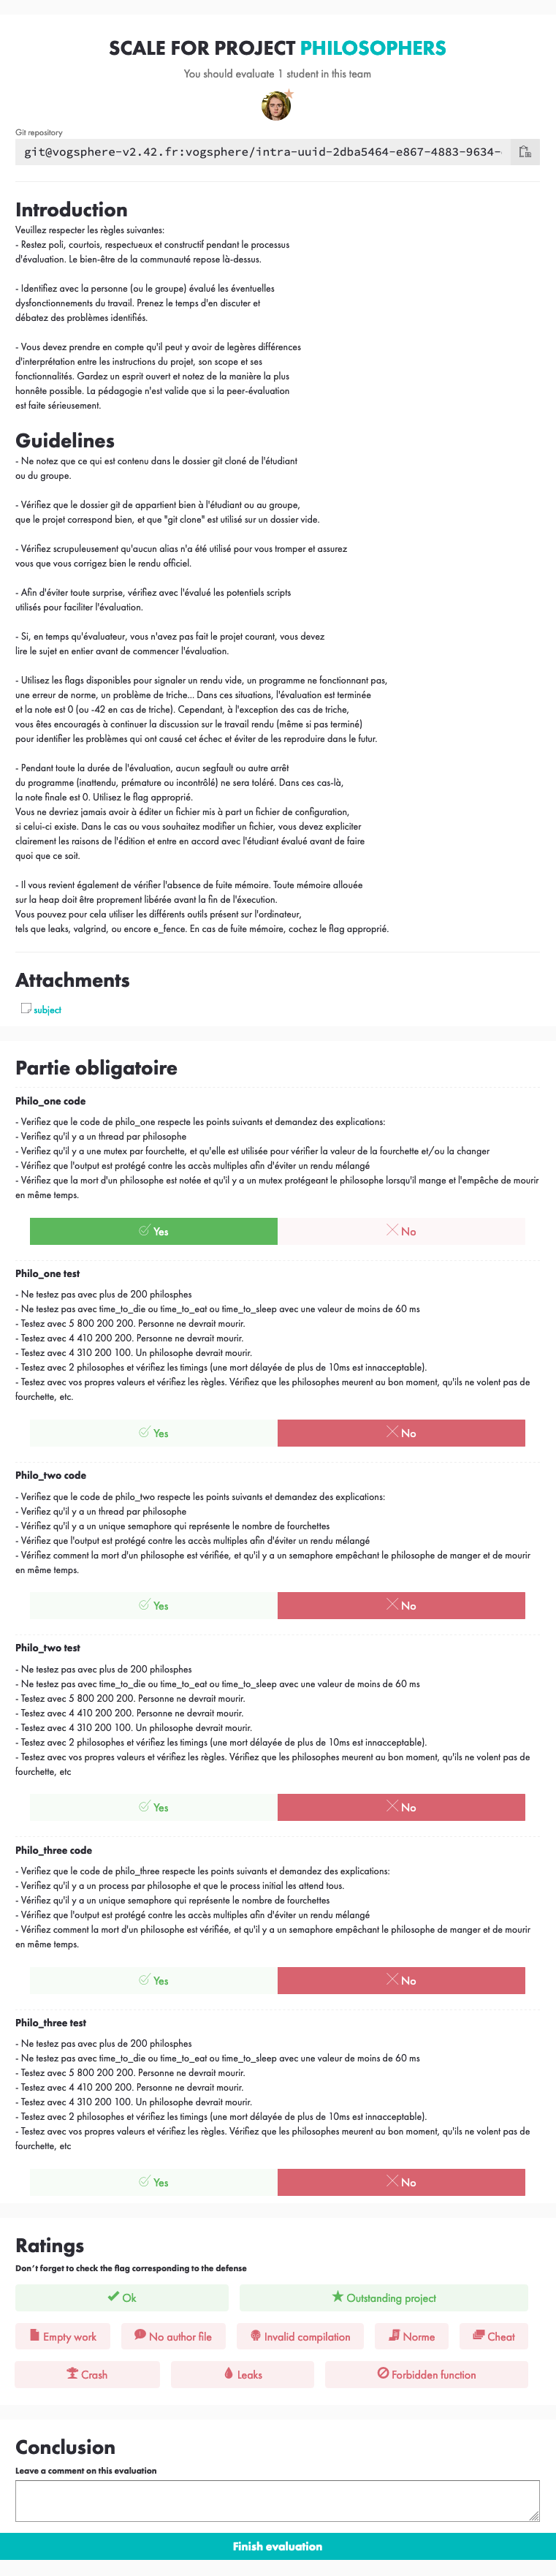 SCALE FOR PROJECT PHILOSOPHERS
You should evaluate 1 student in this team
Git repository
git@vogsphere-v2.42.fr:vogsphere/intra-uuid-2dba5464-e867-4883-9634-
Introduction
Veuillez respecter les règles suivantes:
- Restez poli, courtois, respectueux et constructif pendant le processus
d'évaluation. Le bien-être de la communauté repose là-dessus.
- Identifiez avec la personne (ou le groupe) évalué les éventuelles
dysfonctionnements du travail. Prenez le temps d'en discuter et
débatez des problèmes identifiés.
- Vous devez prendre en compte qu'il peut y avoir de legères différences
d'interprétation entre les instructions du projet, son scope et ses
fonctionnalités. Gardez un esprit ouvert et notez de la manière la plus
honnête possible. La pédagogie n'est valide que si la peer-évaluation
est faite sérieusement.
Guidelines
- Ne notez que ce qui est contenu dans le dossier git cloné de l'étudiant
ou du groupe.
- Vérifiez que le dossier git de appartient bien à l'étudiant ou au groupe,
que le projet correspond bien, et que "git clone" est utilisé sur un dossier vide.
- Vérifiez scrupuleusement qu'aucun alias n'a été utilisé pour vous tromper et assurez
vous que vous corrigez bien le rendu officiel.
- Afin d'éviter toute surprise, vérifiez avec l'évalué les potentiels scripts
utilisés pour faciliter l'évaluation.
- Si, en temps qu'évaluateur, vous n'avez pas fait le projet courant, vous devez
lire le sujet en entier avant de commencer l'évaluation.
- Utilisez les flags disponibles pour signaler un rendu vide, un programme ne fonctionnant pas,
une erreur de norme, un problème de triche... Dans ces situations, l'évaluation est terminée
et la note est 0 (ou -42 en cas de triche). Cependant, à l'exception des cas de triche,
vous êtes encouragés à continuer la discussion sur le travail rendu (même si pas terminé)
pour identifier les problèmes qui ont causé cet échec et éviter de les reproduire dans le futur.
- Pendant toute la durée de l'évaluation, aucun segfault ou autre arrêt
du programme (inattendu, prémature ou incontrôlé) ne sera toléré. Dans ces cas-là,
la note finale est 0. Utilisez le flag approprié.
Vous ne devriez jamais avoir à éditer un fichier mis à part un fichier de configuration,
si celui-ci existe. Dans le cas ou vous souhaitez modifier un fichier, vous devez expliciter
clairement les raisons de l'édition et entre en accord avec l'étudiant évalué avant de faire
quoi que ce soit.
- Il vous revient également de vérifier l'absence de fuite mémoire. Toute mémoire allouée
sur la heap doit être proprement libérée avant la fin de l'éxecution.
Vous pouvez pour cela utiliser les différents outils présent sur l'ordinateur,
tels que leaks, valgrind, ou encore e_fence. En cas de fuite mémoire, cochez le flag approprié.
Attachments
subject
Partie obligatoire
Philo_one code
- Verifiez que le code de philo_one respecte les points suivants et demandez des explications:
- Verifiez qu'il y a un thread par philosophe
- Verifiez qu'il y a une mutex par fourchette, et qu'elle est utilisée pour vérifier la valeur de la fourchette et/ou la changer
- Vérifiez que l'output est protégé contre les accès multiples afin d'éviter un rendu mélangé
- Vérifiez que la mort d'un philosophe est notée et qu'il y a un mutex protégeant le philosophe lorsqu'il mange et l'empêche de mourir
en même temps.
Yes
No
Philo_one test
- Ne testez pas avec plus de 200 philosphes
- Ne testez pas avec time_to_die ou time_to_eat ou time_to_sleep avec une valeur de moins de 60 ms
- Testez avec 5 800 200 200. Personne ne devrait mourir.
- Testez avec 4 410 200 200. Personne ne devrait mourir.
- Testez avec 4 310 200 100. Un philosophe devrait mourir.
- Testez avec 2 philosophes et vérifiez les timings (une mort délayée de plus de 10ms est innacceptable).
- Testez avec vos propres valeurs et vérifiez les règles. Vérifiez que les philosophes meurent au bon moment, qu'ils ne volent pas de
fourchette, etc.
Yes
No
Philo_two code
- Verifiez que le code de philo_two respecte les points suivants et demandez des explications:
- Verifiez qu'il y a un thread par philosophe
- Verifiez qu'il y a un unique semaphore qui représente le nombre de fourchettes
- Vérifiez que l'output est protégé contre les accès multiples afin d'éviter un rendu mélangé
- Vérifiez comment la mort d'un philosophe est vérifiée, et qu'il y a un semaphore empêchant le philosophe de manger et de mourir
en même temps.
Yes
No
Philo_two test
- Ne testez pas avec plus de 200 philosphes
- Ne testez pas avec time_to_die ou time_to_eat ou time_to_sleep avec une valeur de moins de 60 ms
- Testez avec 5 800 200 200. Personne ne devrait mourir.
- Testez avec 4 410 200 200. Personne ne devrait mourir.
- Testez avec 4 310 200 100. Un philosophe devrait mourir.
- Testez avec 2 philosophes et vérifiez les timings (une mort délayée de plus de 10ms est innacceptable).
- Testez avec vos propres valeurs et vérifiez les règles. Vérifiez que les philosophes meurent au bon moment, qu'ils ne volent pas de
fourchette, etc
Yes
No
Philo_three code
- Verifiez que le code de philo_three respecte les points suivants et demandez des explications:
- Verifiez qu'il y a un process par philosophe et que le process initial les attend tous.
- Verifiez qu'il y a un unique semaphore qui représente le nombre de fourchettes
- Vérifiez que l'output est protégé contre les accès multiples afin d'éviter un rendu mélangé
- Vérifiez comment la mort d'un philosophe est vérifiée, et qu'il y a un semaphore empêchant le philosophe de manger et de mourir
en même temps.
Yes
No
Philo_three test
- Ne testez pas avec plus de 200 philosphes
- Ne testez pas avec time_to_die ou time_to_eat ou time_to_sleep avec une valeur de moins de 60 ms
- Testez avec 5 800 200 200. Personne ne devrait mourir.
- Testez avec 4 410 200 200. Personne ne devrait mourir.
- Testez avec 4 310 200 100. Un philosophe devrait mourir.
- Testez avec 2 philosophes et vérifiez les timings (une mort délayée de plus de 10ms est innacceptable).
- Testez avec vos propres valeurs et vérifiez les règles. Vérifiez que les philosophes meurent au bon moment, qu'ils ne volent pas de
fourchette, etc
Yes
No
Ratings
Don't forget to check the flag corresponding to the defense
Ok
Outstanding project
Empty work
No author file
Invalid compilation
Norme
Cheat
Crash
Leaks
Forbidden function
Conclusion
Leave a comment on this evaluation
Finish evaluation